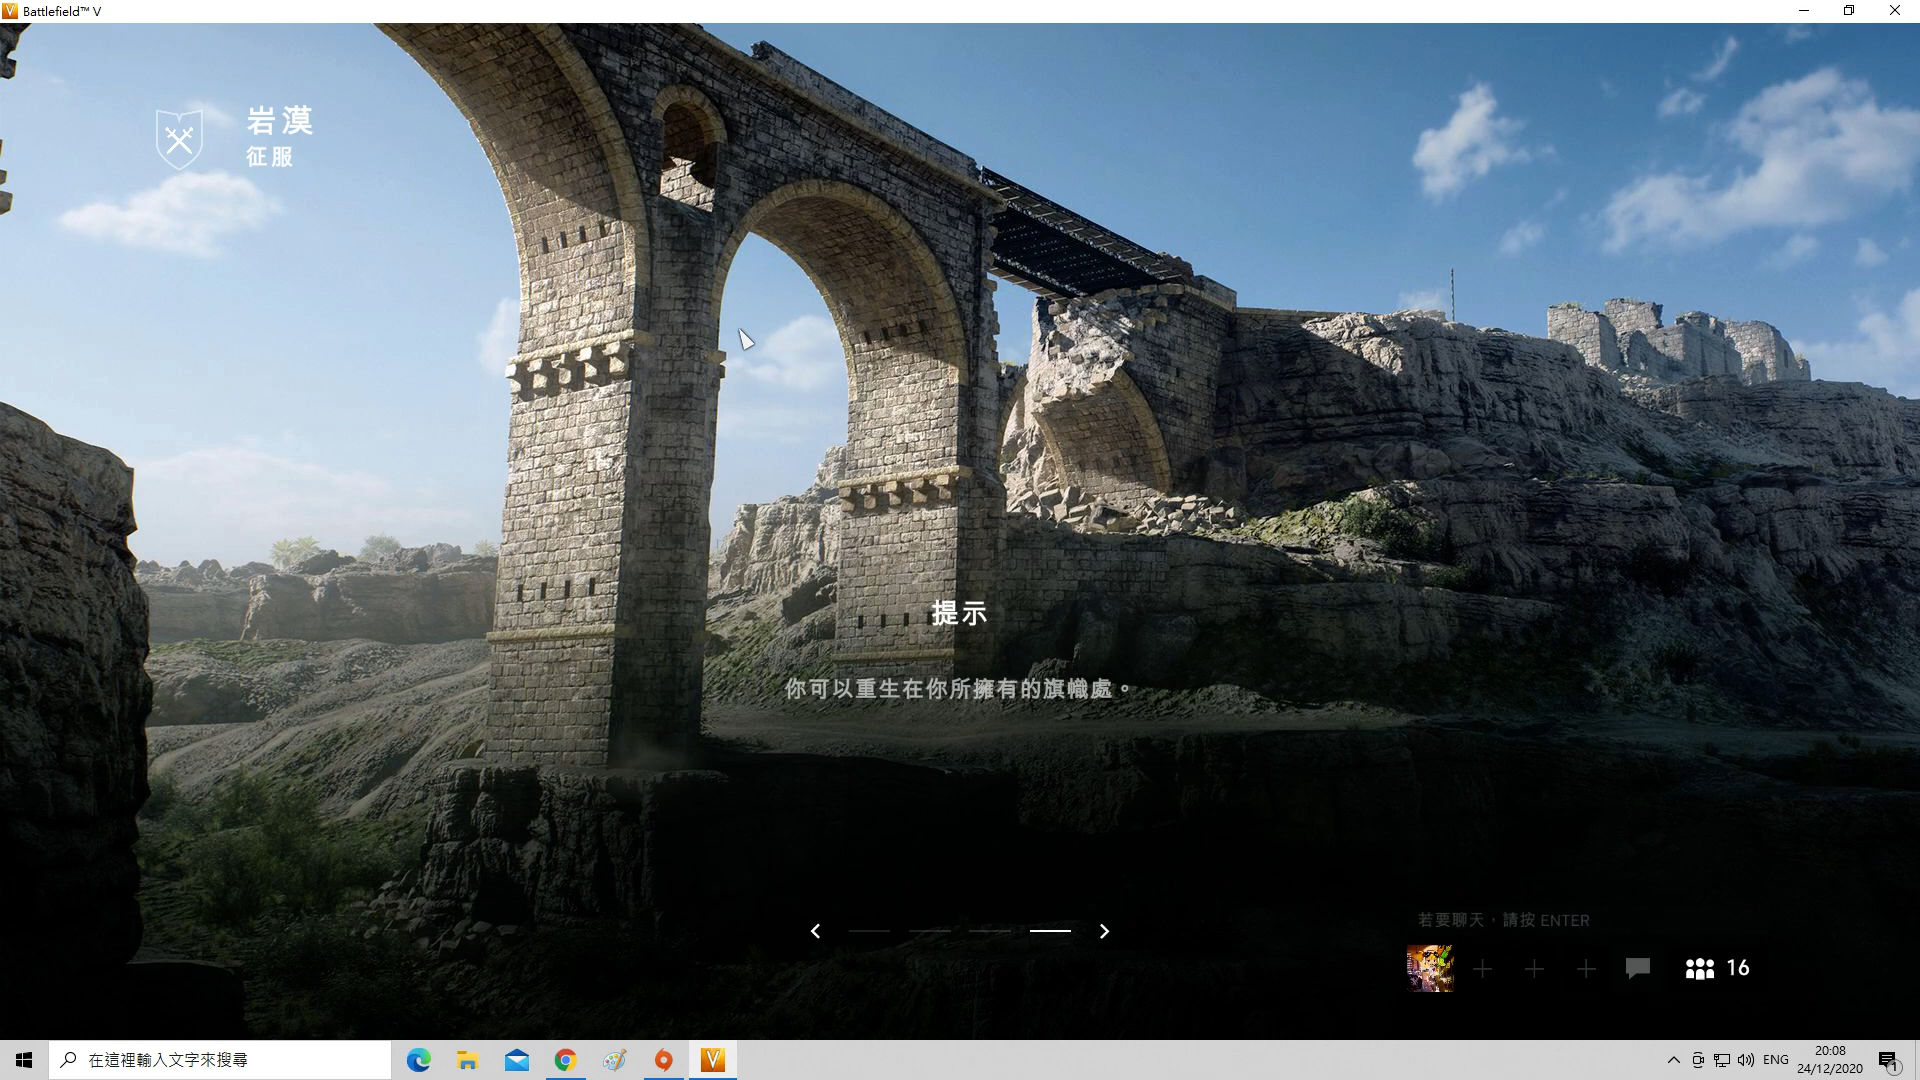 Battlefield™ V
岩漠
征服
提示
你可以重生在你所擁有的旗幟處。
若要聊天，請按 ENTER
16
在這裡輸入文字來搜尋
ENG
20:08
24/12/2020
1